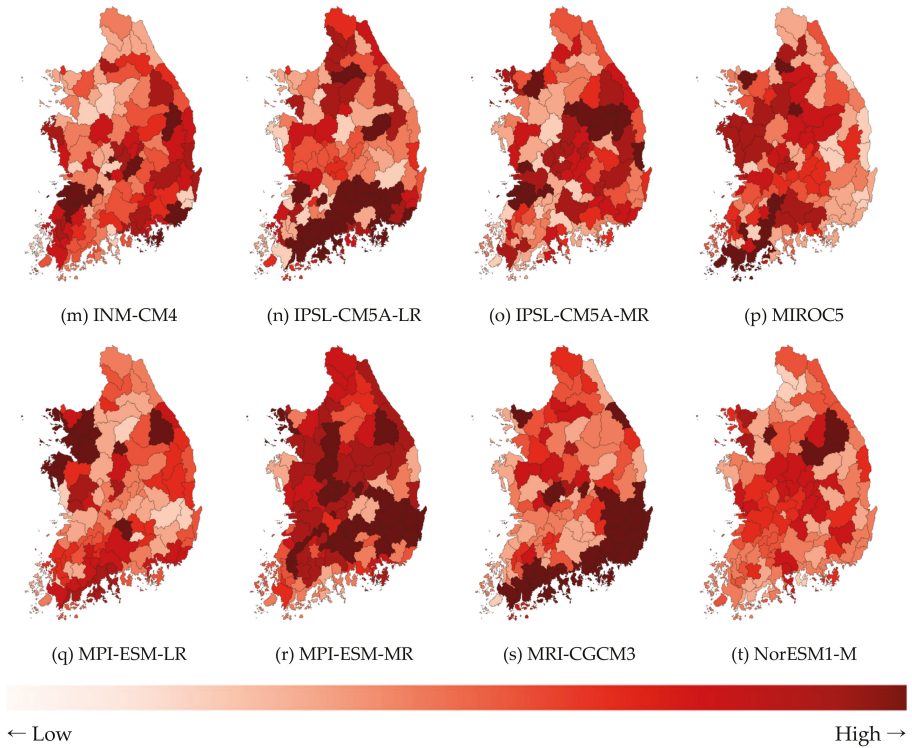 (m) INM-CM4
(n) IPSL-CM5A-LR
(o) IPSL-CM5A-MR
(p) MIROC5
(q) MPI-ESM-LR
(r) MPI-ESM-MR
(s) MRI-CGCM3
(t) NorESM1-M
← Low
High →